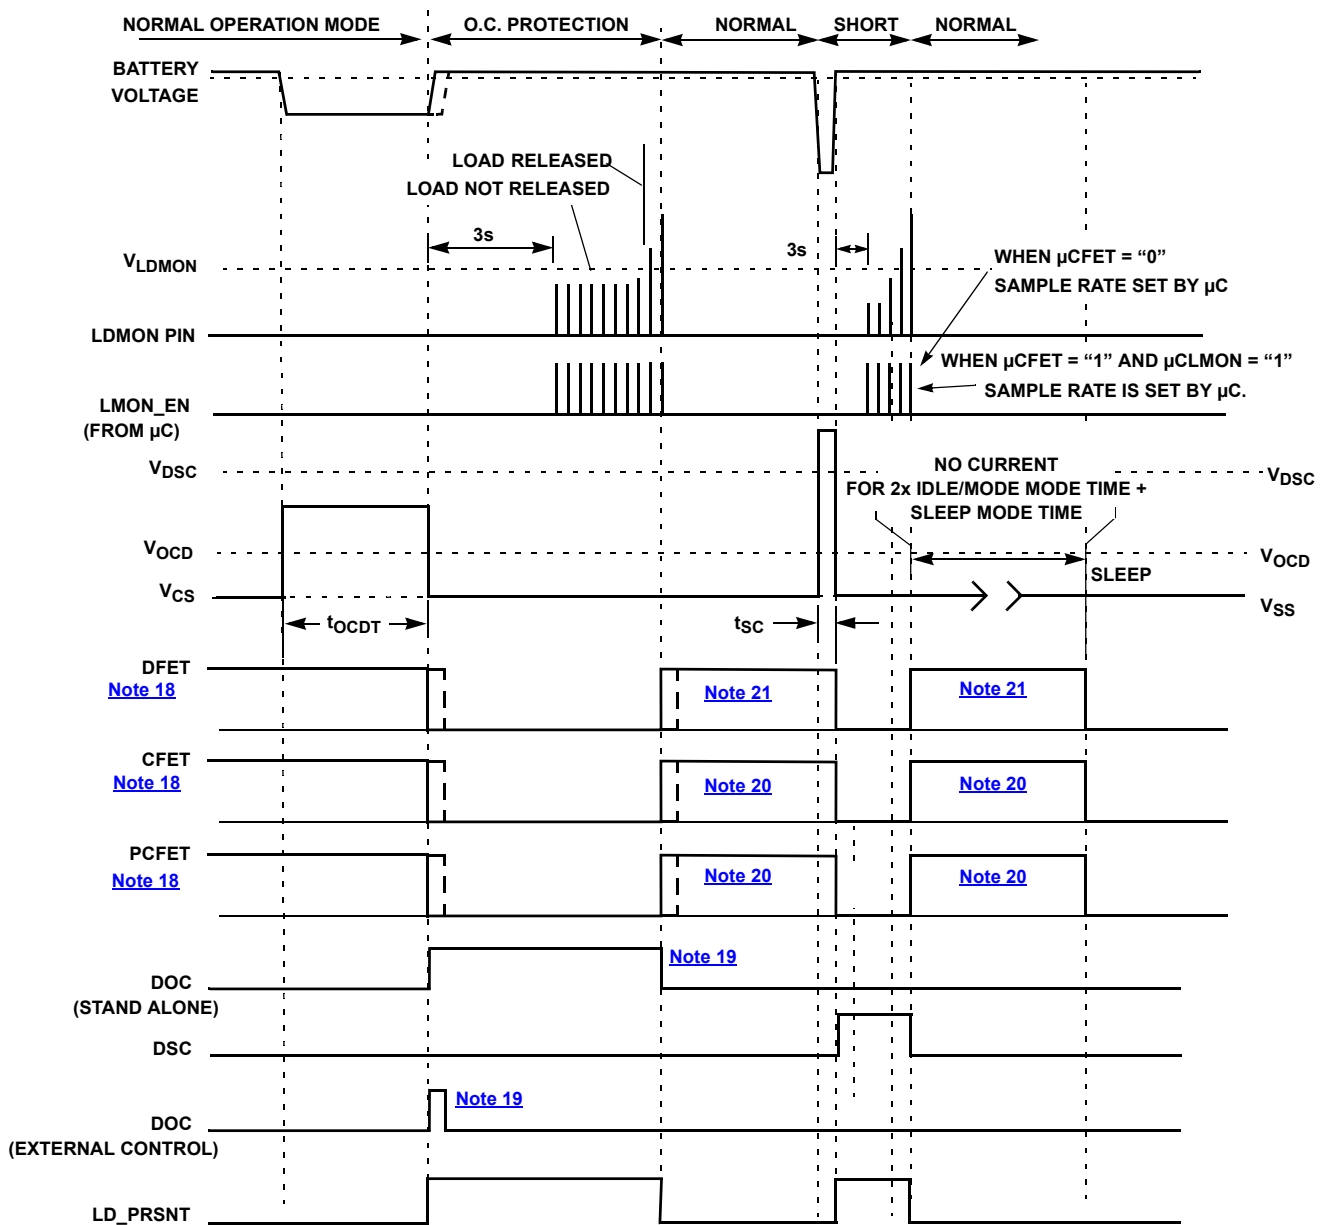 NORMAL OPERATION MODE
O.C. PROTECTION
NORMAL
SHORT
NORMAL
BATTERY
VOLTAGE
LOAD RELEASED
LOAD NOT RELEASED
3s
3s
VLDMON
WHEN µCFET = “0”
SAMPLE RATE SET BY µC
LDMON PIN
WHEN µCFET = “1” AND µCLMON = “1”
SAMPLE RATE IS SET BY µC.
LMON_EN
(FROM µC)
VDSC
NO CURRENT
FOR 2x IDLE/MODE MODE TIME +
SLEEP MODE TIME
VDSC
VOCD
VOCD
SLEEP
VCS
VSS
tOCDT
tSC
DFET
Note 18
Note 21
Note 21
CFET
Note 18
Note 20
Note 20
PCFET
Note 18
Note 20
Note 20
Note 19
DOC
(STAND ALONE)
DSC
Note 19
DOC
(EXTERNAL CONTROL)
LD_PRSNT